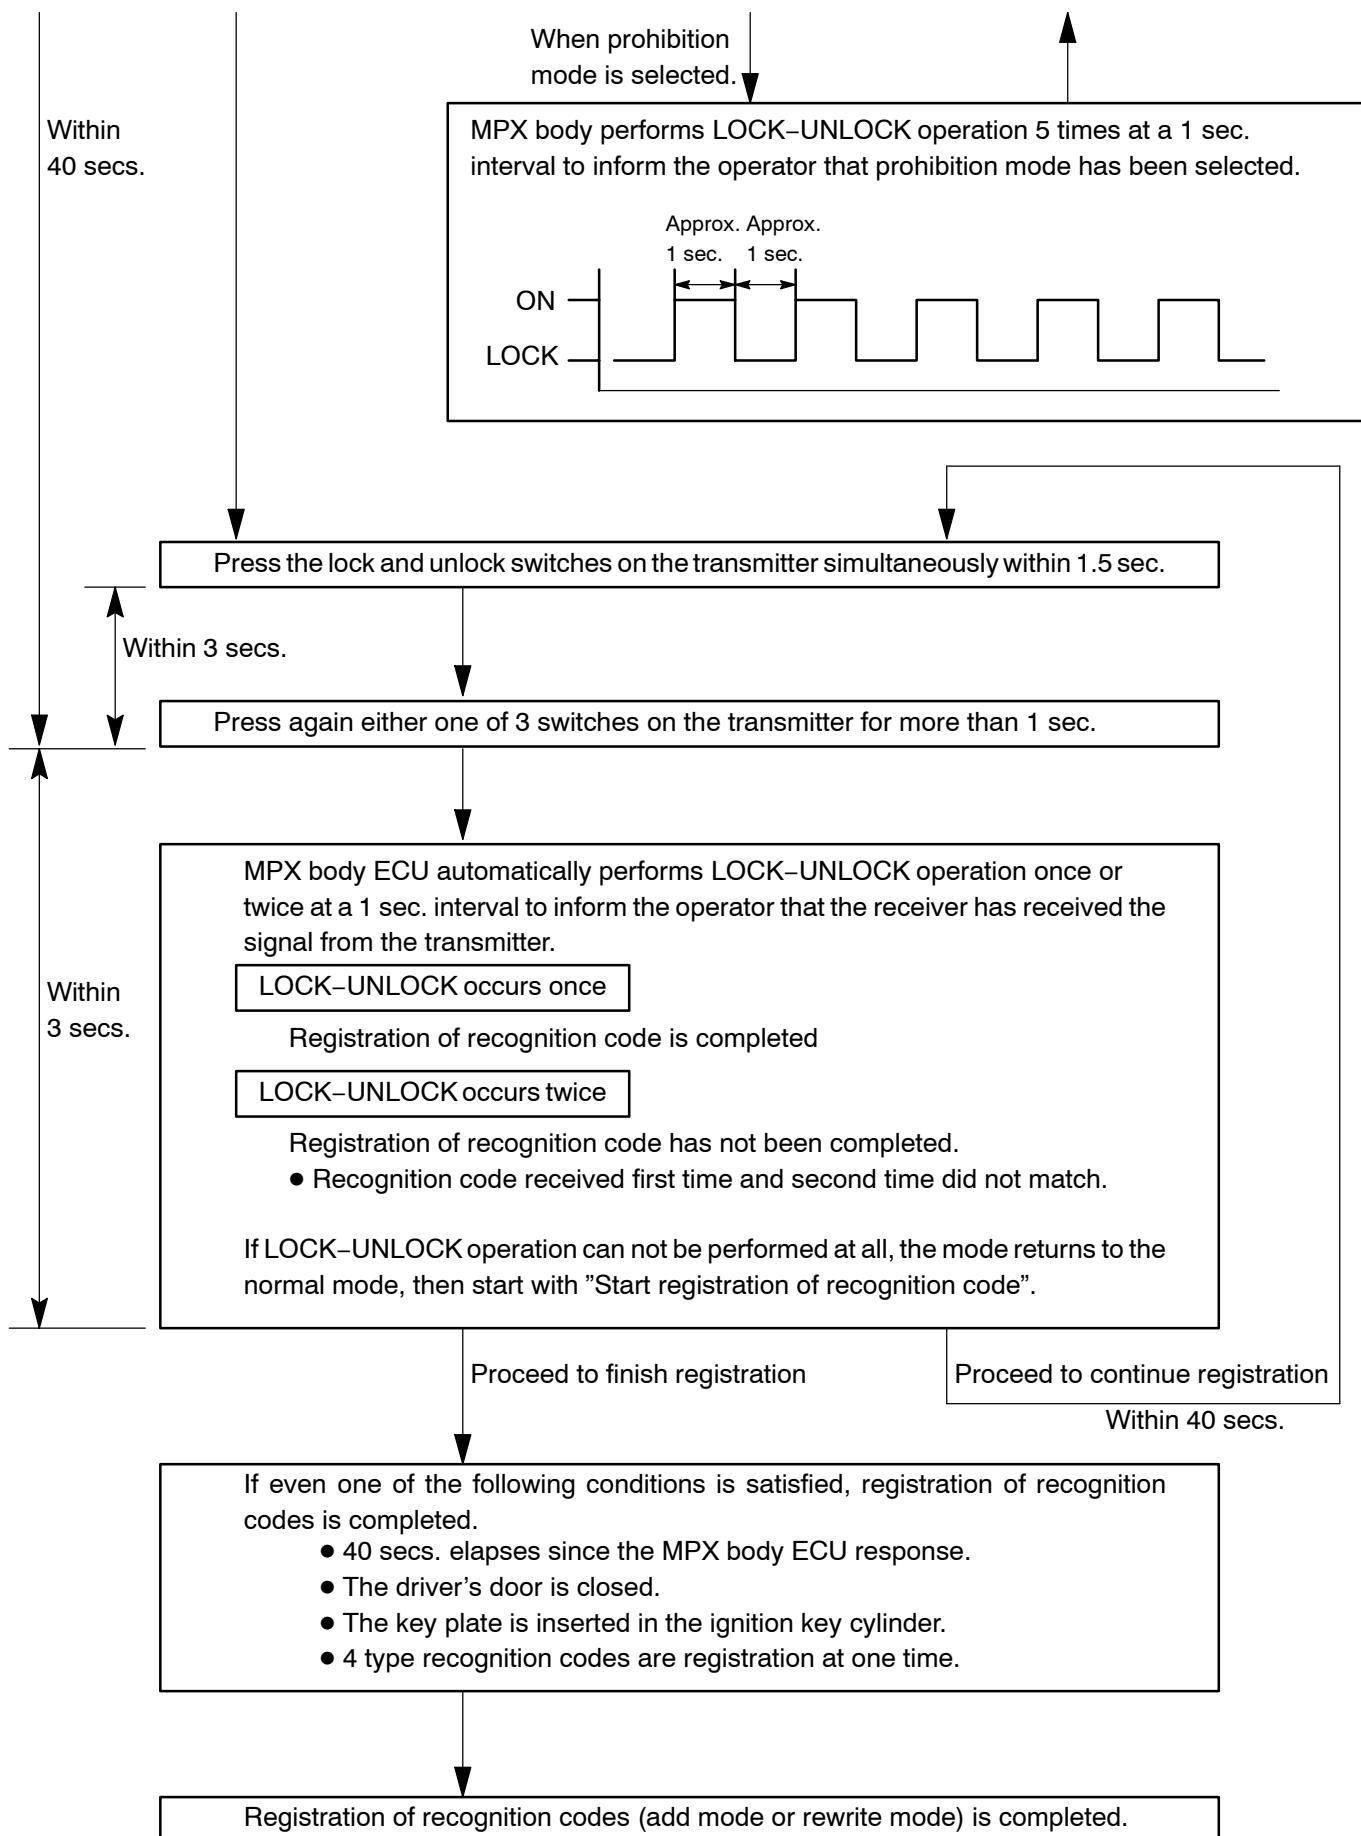 When prohibition
mode is selected.
Within
40 secs.
MPX body performs LOCK–UNLOCK operation 5 times at a 1 sec.
interval to inform the operator that prohibition mode has been selected.
Approx. Approx.
1 sec. 1 sec.
ON
LOCK
Press the lock and unlock switches on the transmitter simultaneously within 1.5 sec.
Within 3 secs.
Press again either one of 3 switches on the transmitter for more than 1 sec.
MPX body ECU automatically performs LOCK–UNLOCK operation once or
twice at a 1 sec. interval to inform the operator that the receiver has received the
signal from the transmitter.
LOCK–UNLOCK occurs once
Within
3 secs.
Registration of recognition code is completed
LOCK–UNLOCK occurs twice
Registration of recognition code has not been completed.
● Recognition code received first time and second time did not match.
If LOCK–UNLOCK operation can not be performed at all, the mode returns to the
normal mode, then start with ”Start registration of recognition code”.
Proceed to finish registration
Proceed to continue registration
Within 40 secs.
If even one of the following conditions is satisfied, registration of recognition
codes is completed.
● 40 secs. elapses since the MPX body ECU response.
● The driver’s door is closed.
● The key plate is inserted in the ignition key cylinder.
● 4 type recognition codes are registration at one time.
Registration of recognition codes (add mode or rewrite mode) is completed.